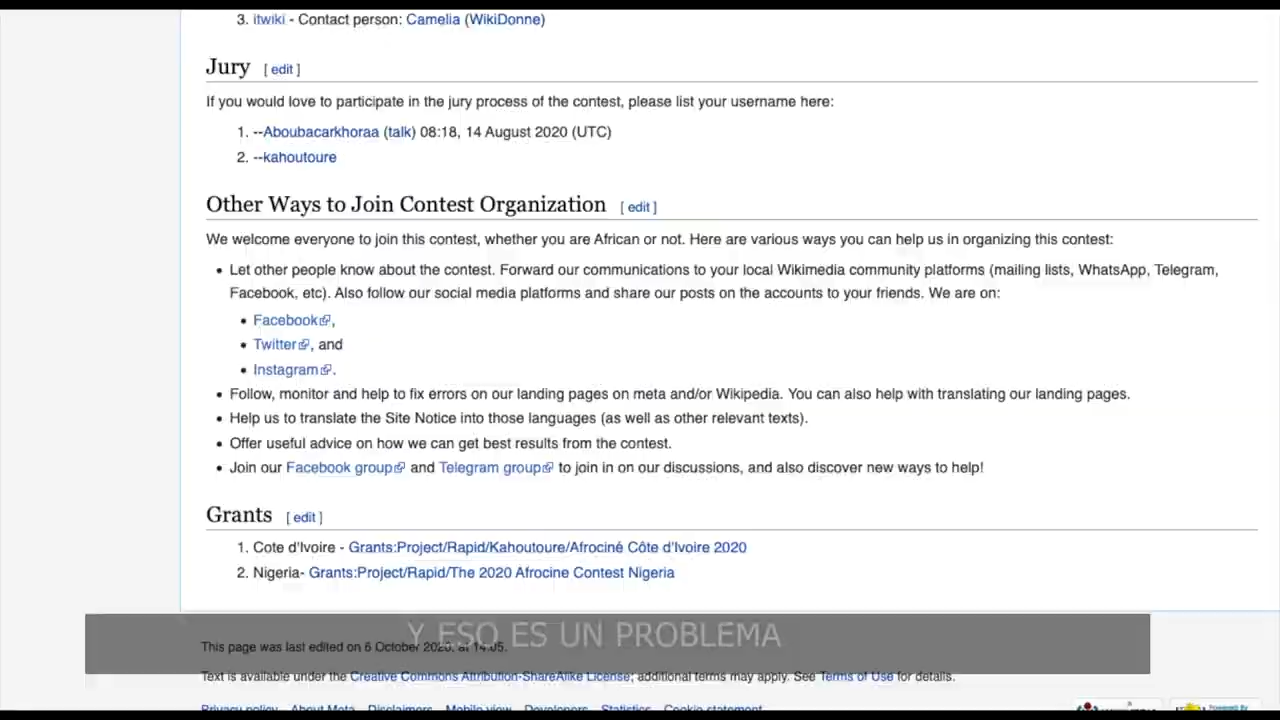 3. itwiki - Contact person: Camelia (WikiDonne)
Jury [ edit ]
If you would love to participate in the jury process of the contest, please list your username here:
1. --Aboubacarkhoraa (talk) 08:18, 14 August 2020 (UTC)
2. --kahoutoure
Other Ways to Join Contest Organization [ edit ]
We welcome everyone to join this contest, whether you are African or not. Here are various ways you can help us in organizing this contest:
• Let other people know about the contest. Forward our communications to your local Wikimedia community platforms (mailing lists, WhatsApp, Telegram,
Facebook, etc). Also follow our social media platforms and share our posts on the accounts to your friends. We are on:
• Facebook,
• Twitter, and
• Instagram.
• Follow, monitor and help to fix errors on our landing pages on meta and/or Wikipedia. You can also help with translating our landing pages.
• Help us to translate the Site Notice into those languages (as well as other relevant texts).
• Offer useful advice on how we can get best results from the contest.
• Join our Facebook group and Telegram group to join in on our discussions, and also discover new ways to help!
Grants [ edit ]
1. Cote d'Ivoire - Grants:Project/Rapid/Kahoutoure/Afrociné Côte d'Ivoire 2020
2. Nigeria- Grants:Project/Rapid/The 2020 Afrocine Contest Nigeria
Y ESO ES UN PROBLEMA
This page was last edited on 6 October 2020, at 14:05.
Text is available under the Creative Commons Attribution-ShareAlike License; additional terms may apply. See Terms of Use for details.
Privacy policy About Meta Disclaimers Mobile view Developers Statistics Cookie statement